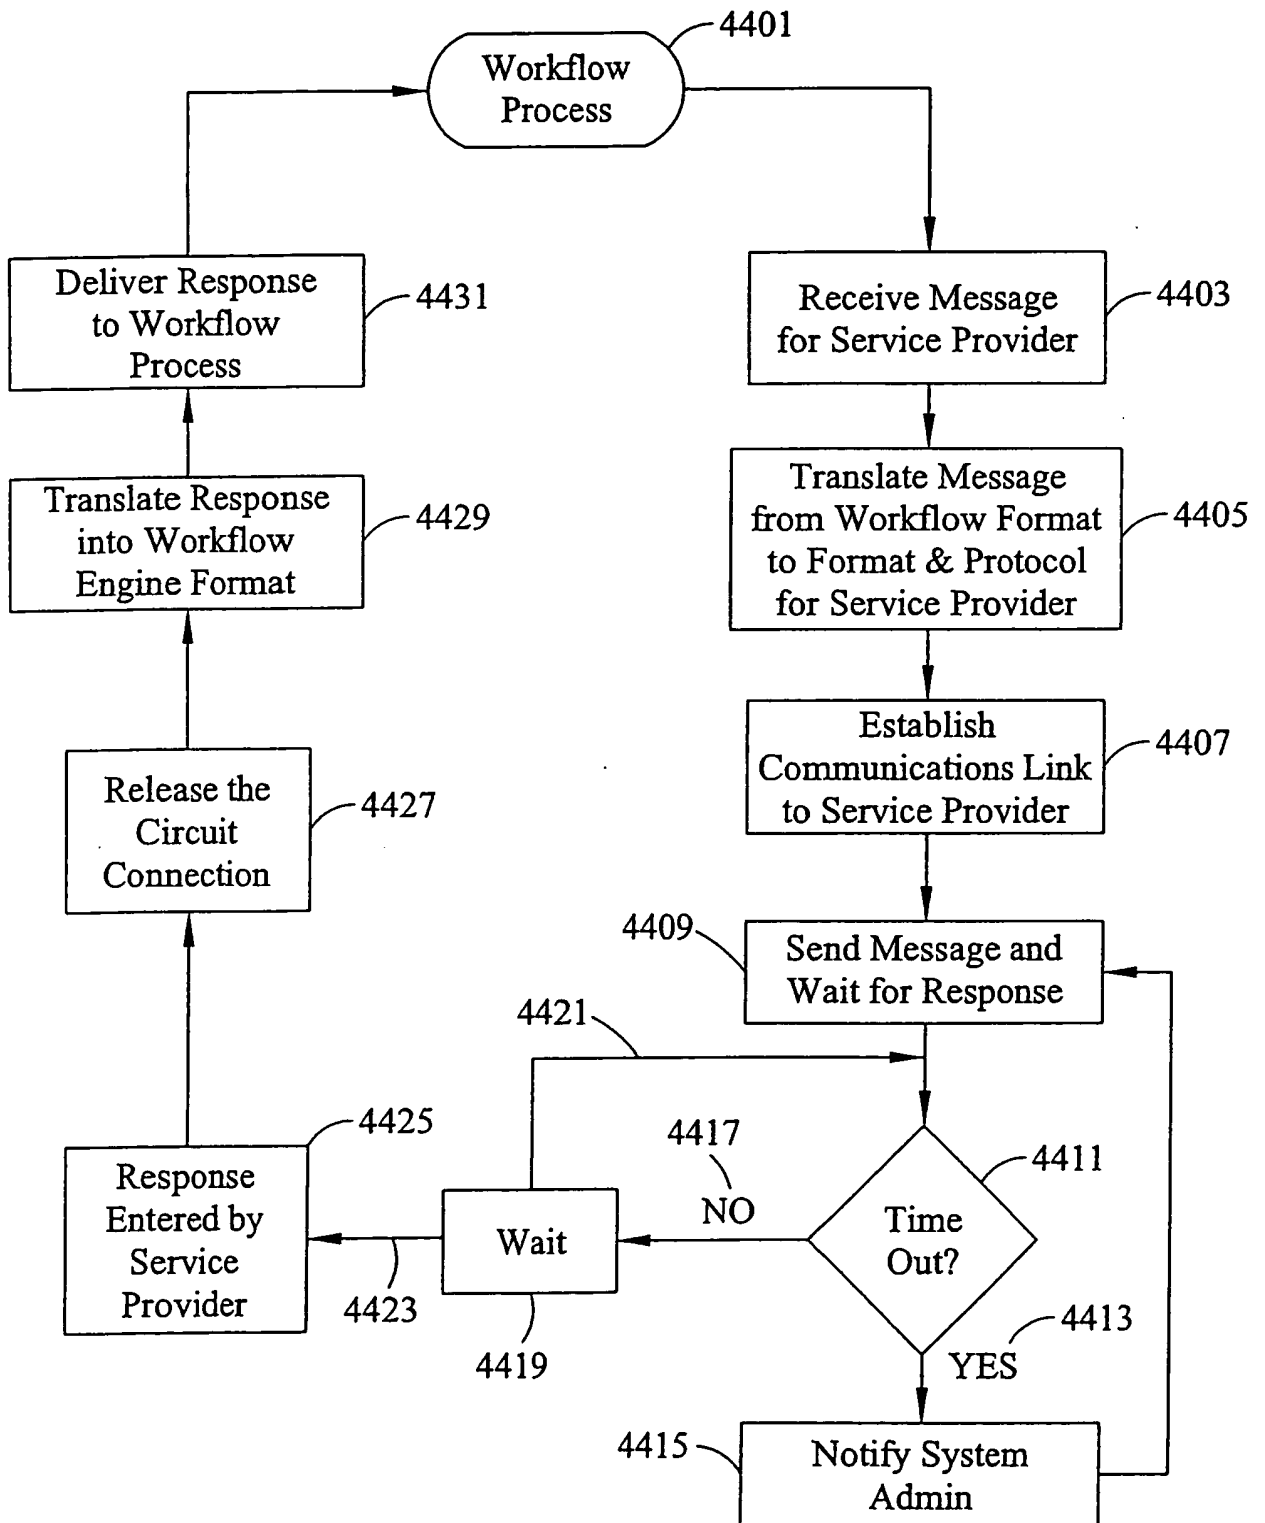 4401
Workflow
Process
Deliver Response
to Workflow
Process
4431
Receive Message
for Service Provider
4403
Translate Response
into Workflow
Engine Format
4429
Translate Message
from Workflow Format
to Format & Protocol
for Service Provider
4405
Release the
Circuit
Connection
4427
Establish
Communications Link
to Service Provider
4407
4409
Send Message and
Wait for Response
4421
4425
Response
Entered by
Service
Provider
4423
Wait
4419
4417
NO
4411
Time
Out?
4413
YES
4415
Notify System
Admin